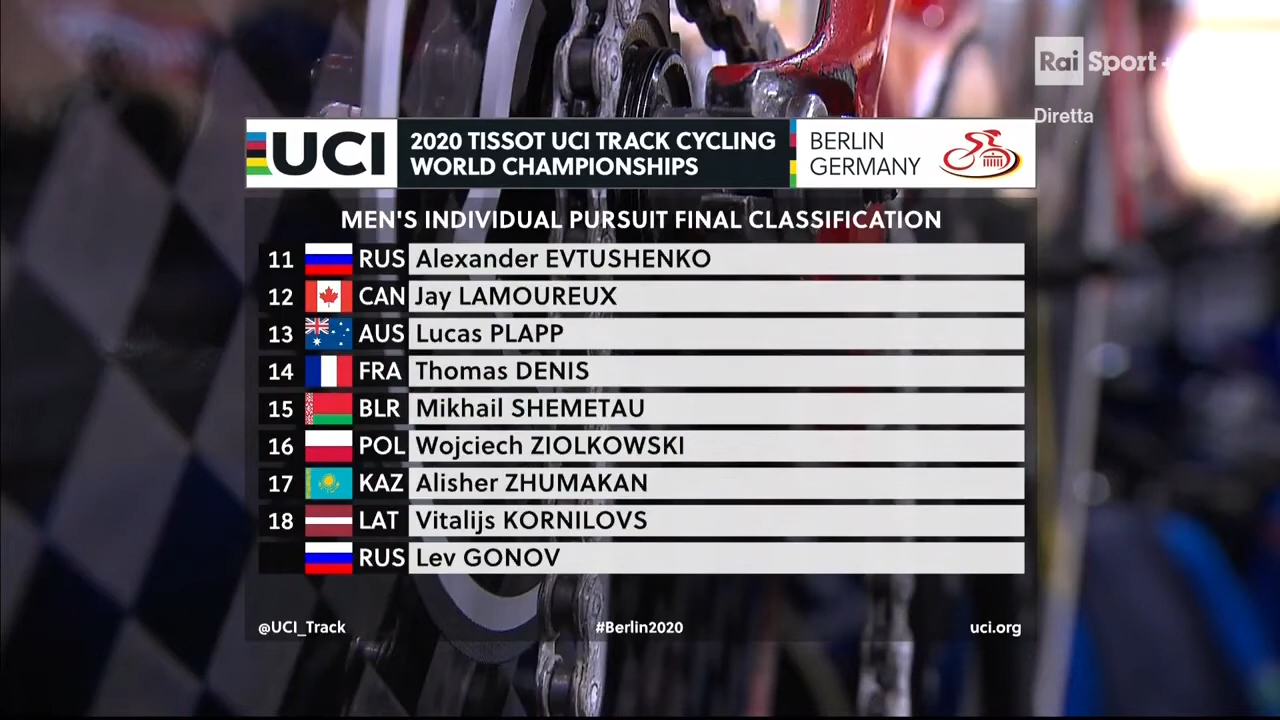 Rai Sport +
Diretta
UCI
2020 TISSOT UCI TRACK CYCLING
WORLD CHAMPIONSHIPS
BERLIN
GERMANY
MEN'S INDIVIDUAL PURSUIT FINAL CLASSIFICATION
11 RUS Alexander EVTUSHENKO
12 CAN Jay LAMOUREUX
13 AUS Lucas PLAPP
14 FRA Thomas DENIS
15 BLR Mikhail SHEMETAU
16 POL Wojciech ZIOLKOWSKI
17 KAZ Alisher ZHUMAKAN
18 LAT Vitalijs KORNILOVS
RUS Lev GONOV
@UCI_Track #Berlin2020 uci.org